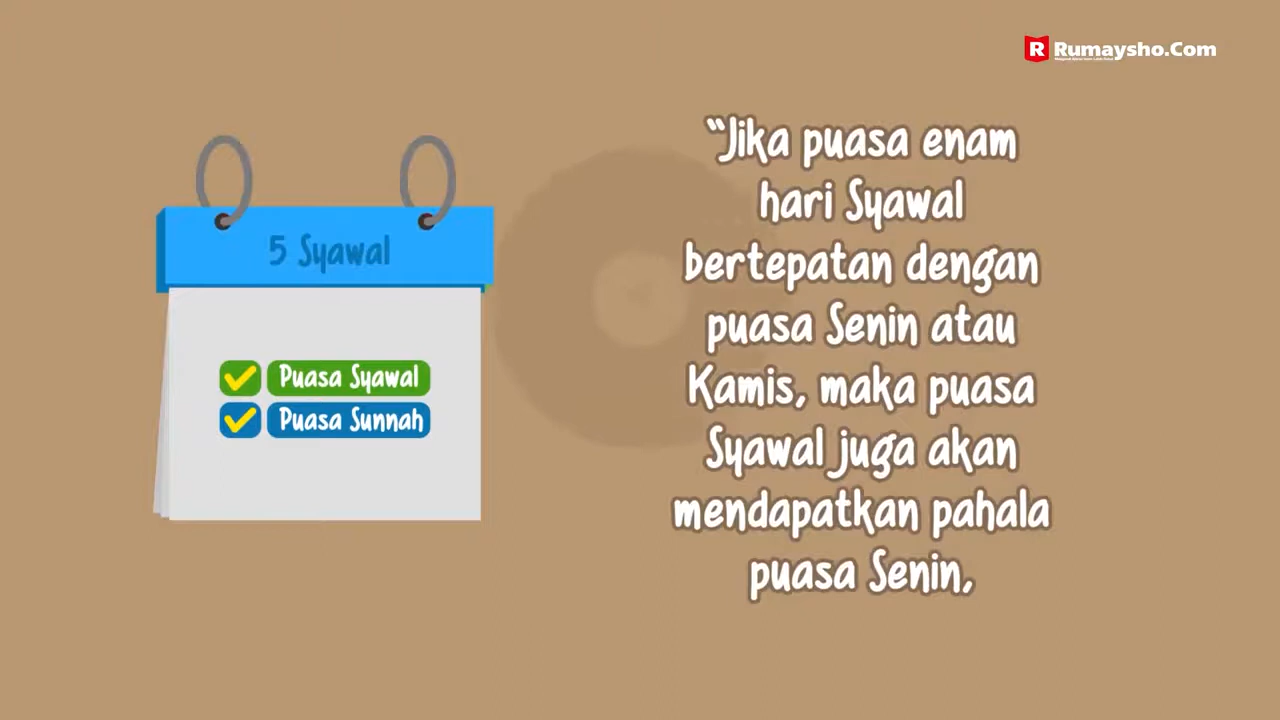 R Rumaysho.Com
5 Syawal
Puasa Syawal
Puasa Sunnah
“Jika puasa enam
hari Syawal
bertepatan dengan
puasa Senin atau
Kamis, maka puasa
Syawal juga akan
mendapatkan pahala
puasa Senin,